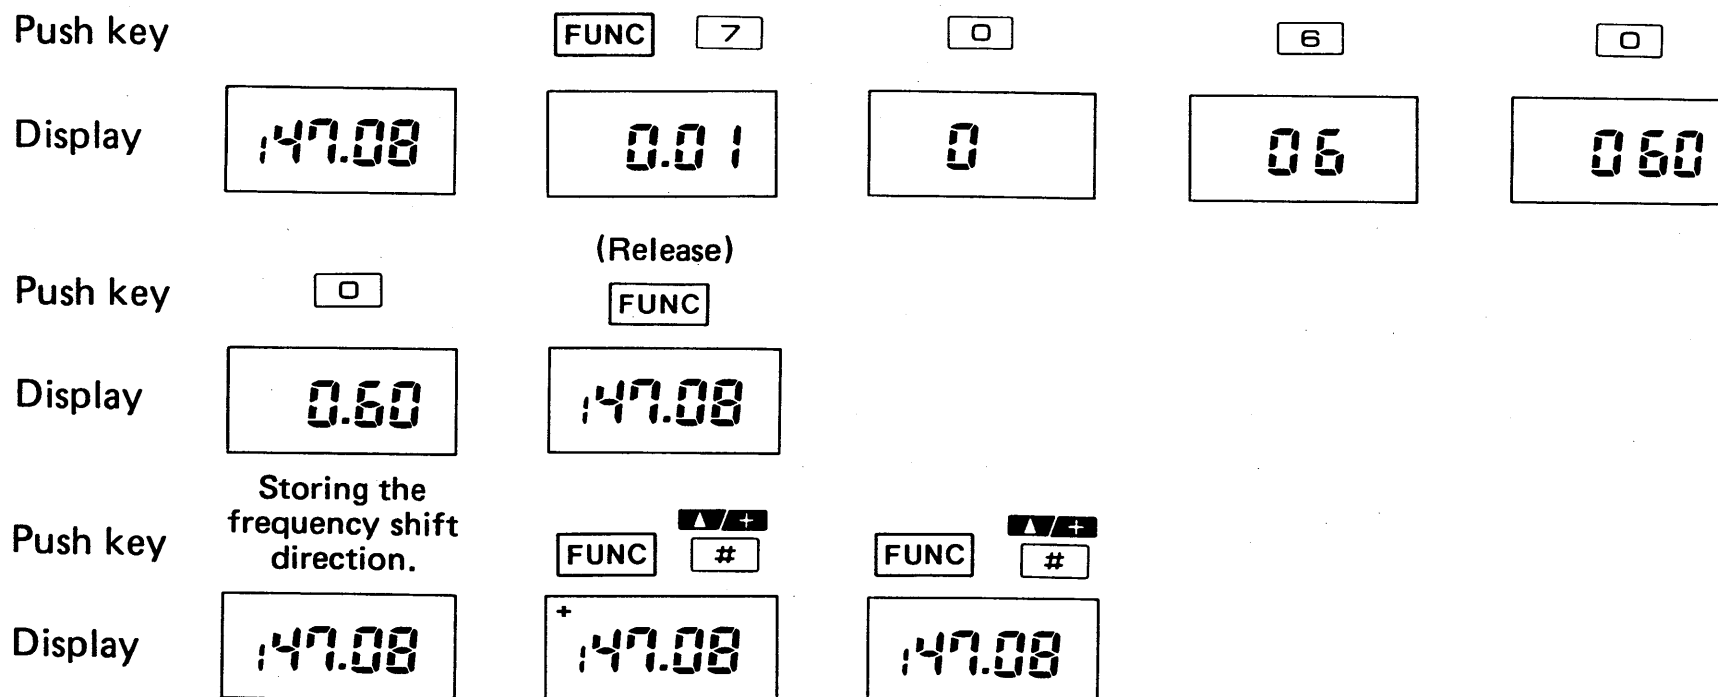 Push key FUNC 7 0 6 0
Display 147.08 0.01 0 06 060
(Release)
Push key 0 FUNC
Display 0.60 147.08
Storing the
frequency shift
direction.
▲/+ ▲/+
Push key FUNC # FUNC #
+
Display 147.08 147.08 147.08